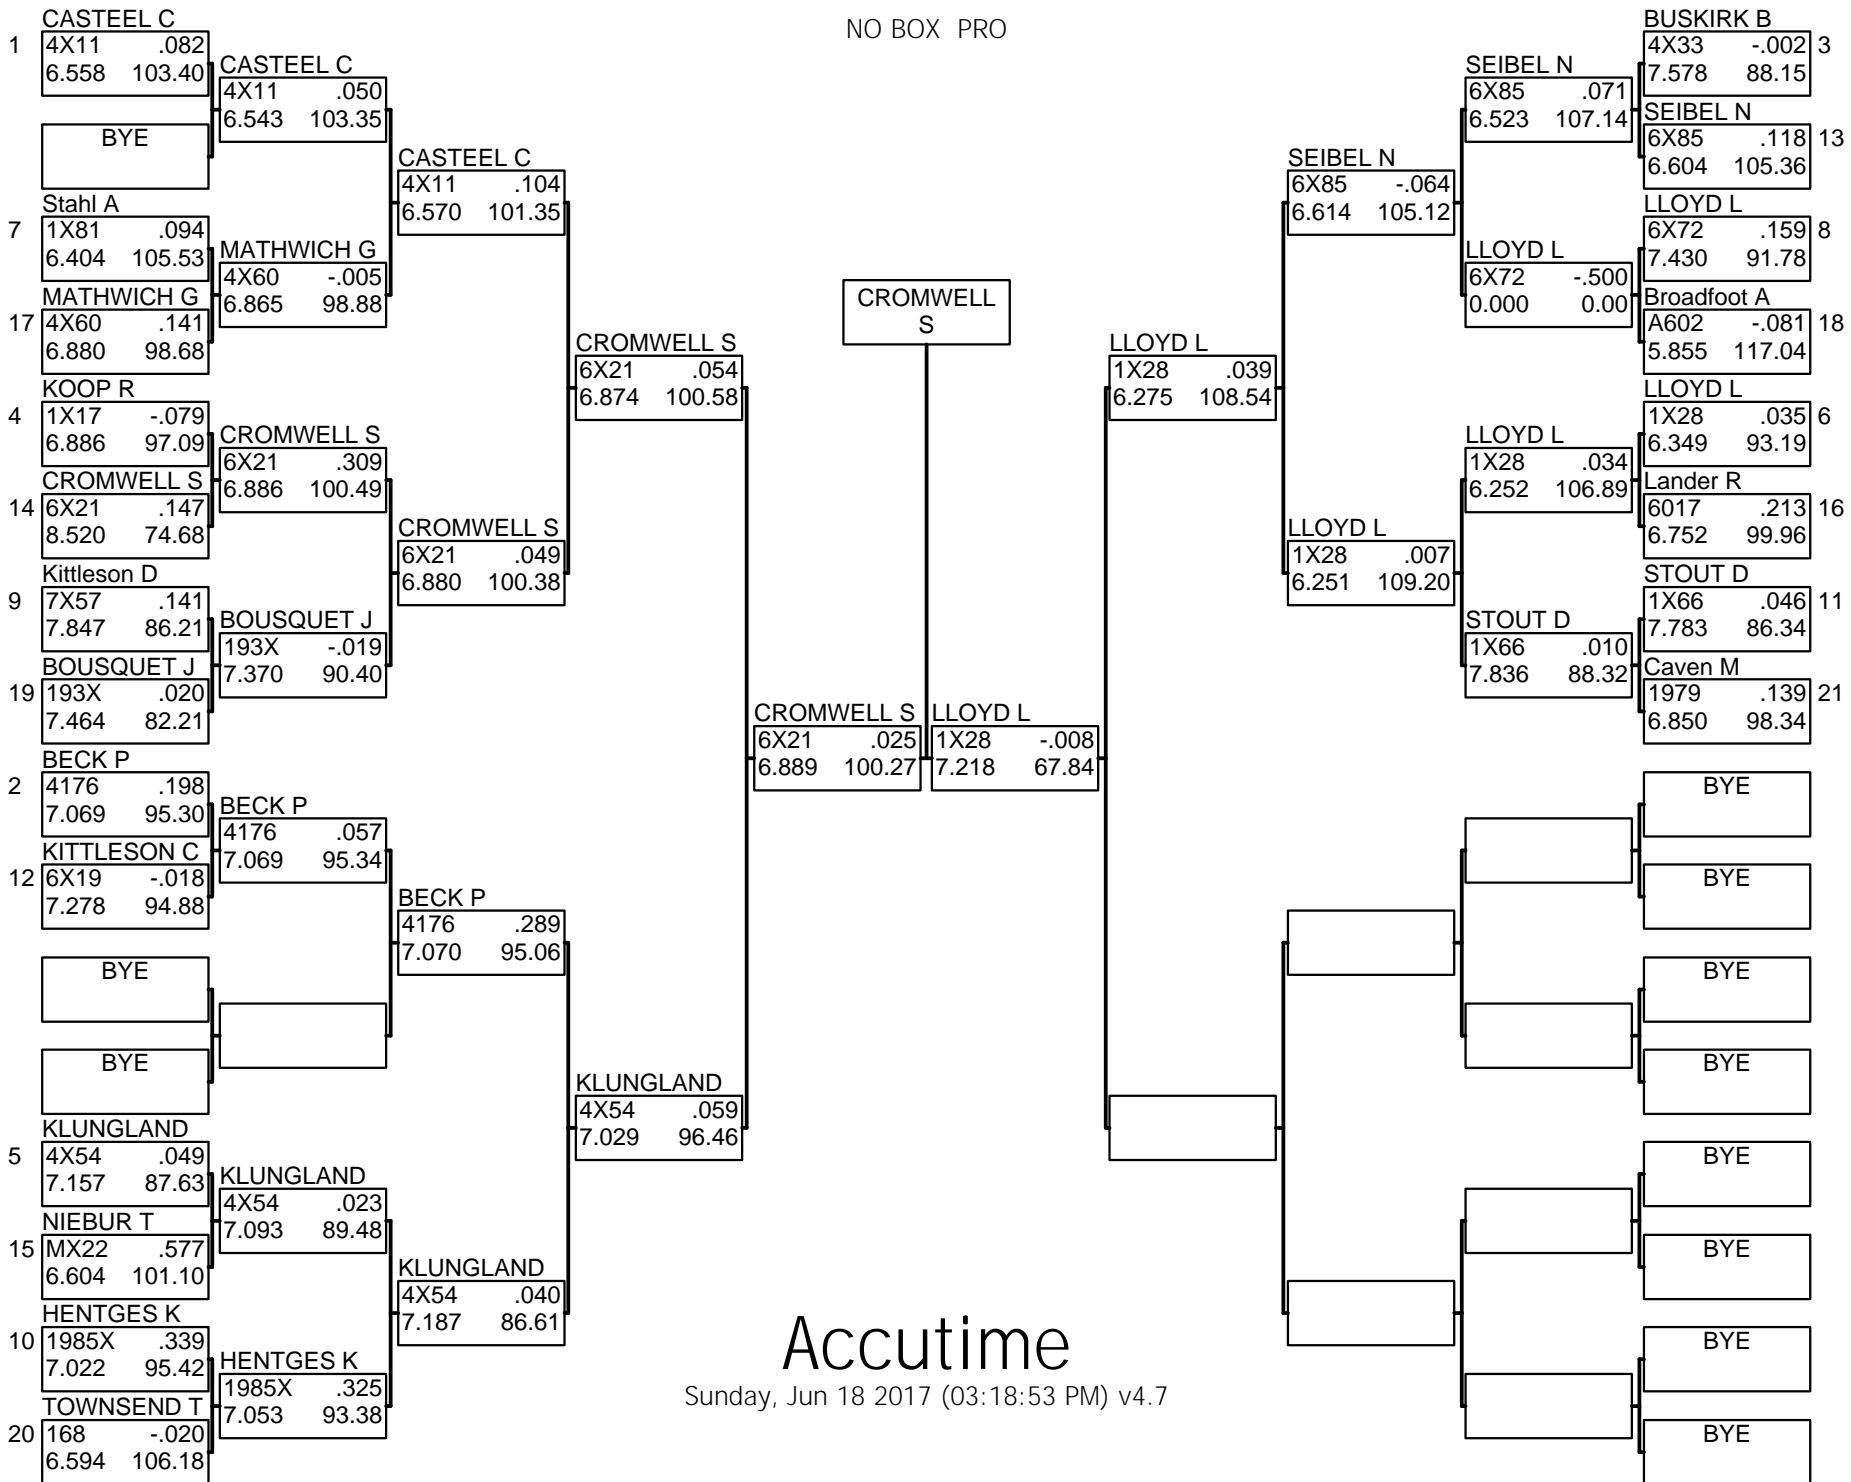 NO BOX PRO
CASTEEL C
1 4X11 .082
6.558 103.40
BYE
Stahl A
7 1X81 .094
6.404 105.53
MATHWICH G
17 4X60 .141
6.880 98.68
KOOP R
4 1X17 -.079
6.886 97.09
CROMWELL S
14 6X21 .147
8.520 74.68
Kittleson D
9 7X57 .141
7.847 86.21
BOUSQUET J
19 193X .020
7.464 82.21
BECK P
2 4176 .198
7.069 95.30
KITTLESON C
12 6X19 -.018
7.278 94.88
BYE
BYE
KLUNGLAND
5 4X54 .049
7.157 87.63
NIEBUR T
15 MX22 .577
6.604 101.10
HENTGES K
10 1985X .339
7.022 95.42
TOWNSEND T
20 168 -.020
6.594 106.18
CASTEEL C
4X11 .050
6.543 103.35
MATHWICH G
4X60 -.005
6.865 98.88
CROMWELL S
6X21 .309
6.886 100.49
BOUSQUET J
193X -.019
7.370 90.40
BECK P
4176 .057
7.069 95.34
KLUNGLAND
4X54 .023
7.093 89.48
HENTGES K
1985X .325
7.053 93.38
CASTEEL C
4X11 .104
6.570 101.35
CROMWELL S
6X21 .049
6.880 100.38
BECK P
4176 .289
7.070 95.06
KLUNGLAND
4X54 .040
7.187 86.61
CROMWELL S
6X21 .054
6.874 100.58
KLUNGLAND
4X54 .059
7.029 96.46
CROMWELL S
6X21 .025
6.889 100.27
CROMWELL
S
LLOYD L
1X28 -.008
7.218 67.84
LLOYD L
1X28 .039
6.275 108.54
SEIBEL N
6X85 -.064
6.614 105.12
LLOYD L
1X28 .007
6.251 109.20
SEIBEL N
6X85 .071
6.523 107.14
LLOYD L
6X72 -.500
0.000 0.00
LLOYD L
1X28 .034
6.252 106.89
STOUT D
1X66 .010
7.836 88.32
BUSKIRK B
4X33 -.002 3
7.578 88.15
SEIBEL N
6X85 .118 13
6.604 105.36
LLOYD L
6X72 .159 8
7.430 91.78
Broadfoot A
A602 -.081 18
5.855 117.04
LLOYD L
1X28 .035 6
6.349 93.19
Lander R
6017 .213 16
6.752 99.96
STOUT D
1X66 .046 11
7.783 86.34
Caven M
1979 .139 21
6.850 98.34
BYE
BYE
BYE
BYE
BYE
BYE
BYE
BYE
Accutime
Sunday, Jun 18 2017 (03:18:53 PM) v4.7